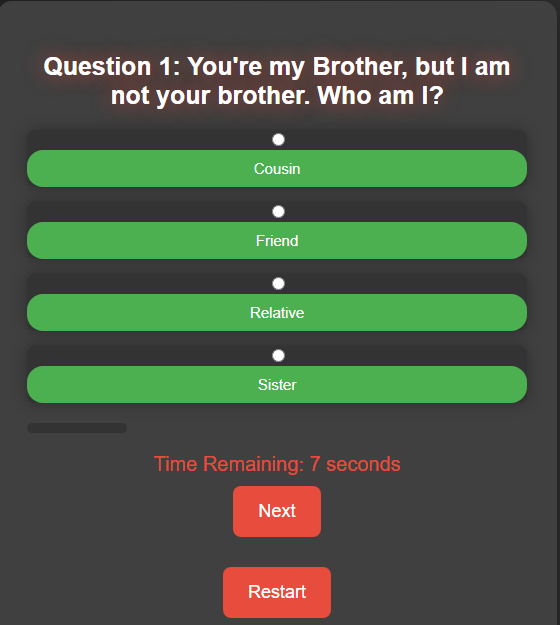 Question 1: You're my Brother, but I am
not your brother. Who am I?
Cousin
Friend
Relative
Sister
Time Remaining: 7 seconds
Next
Restart